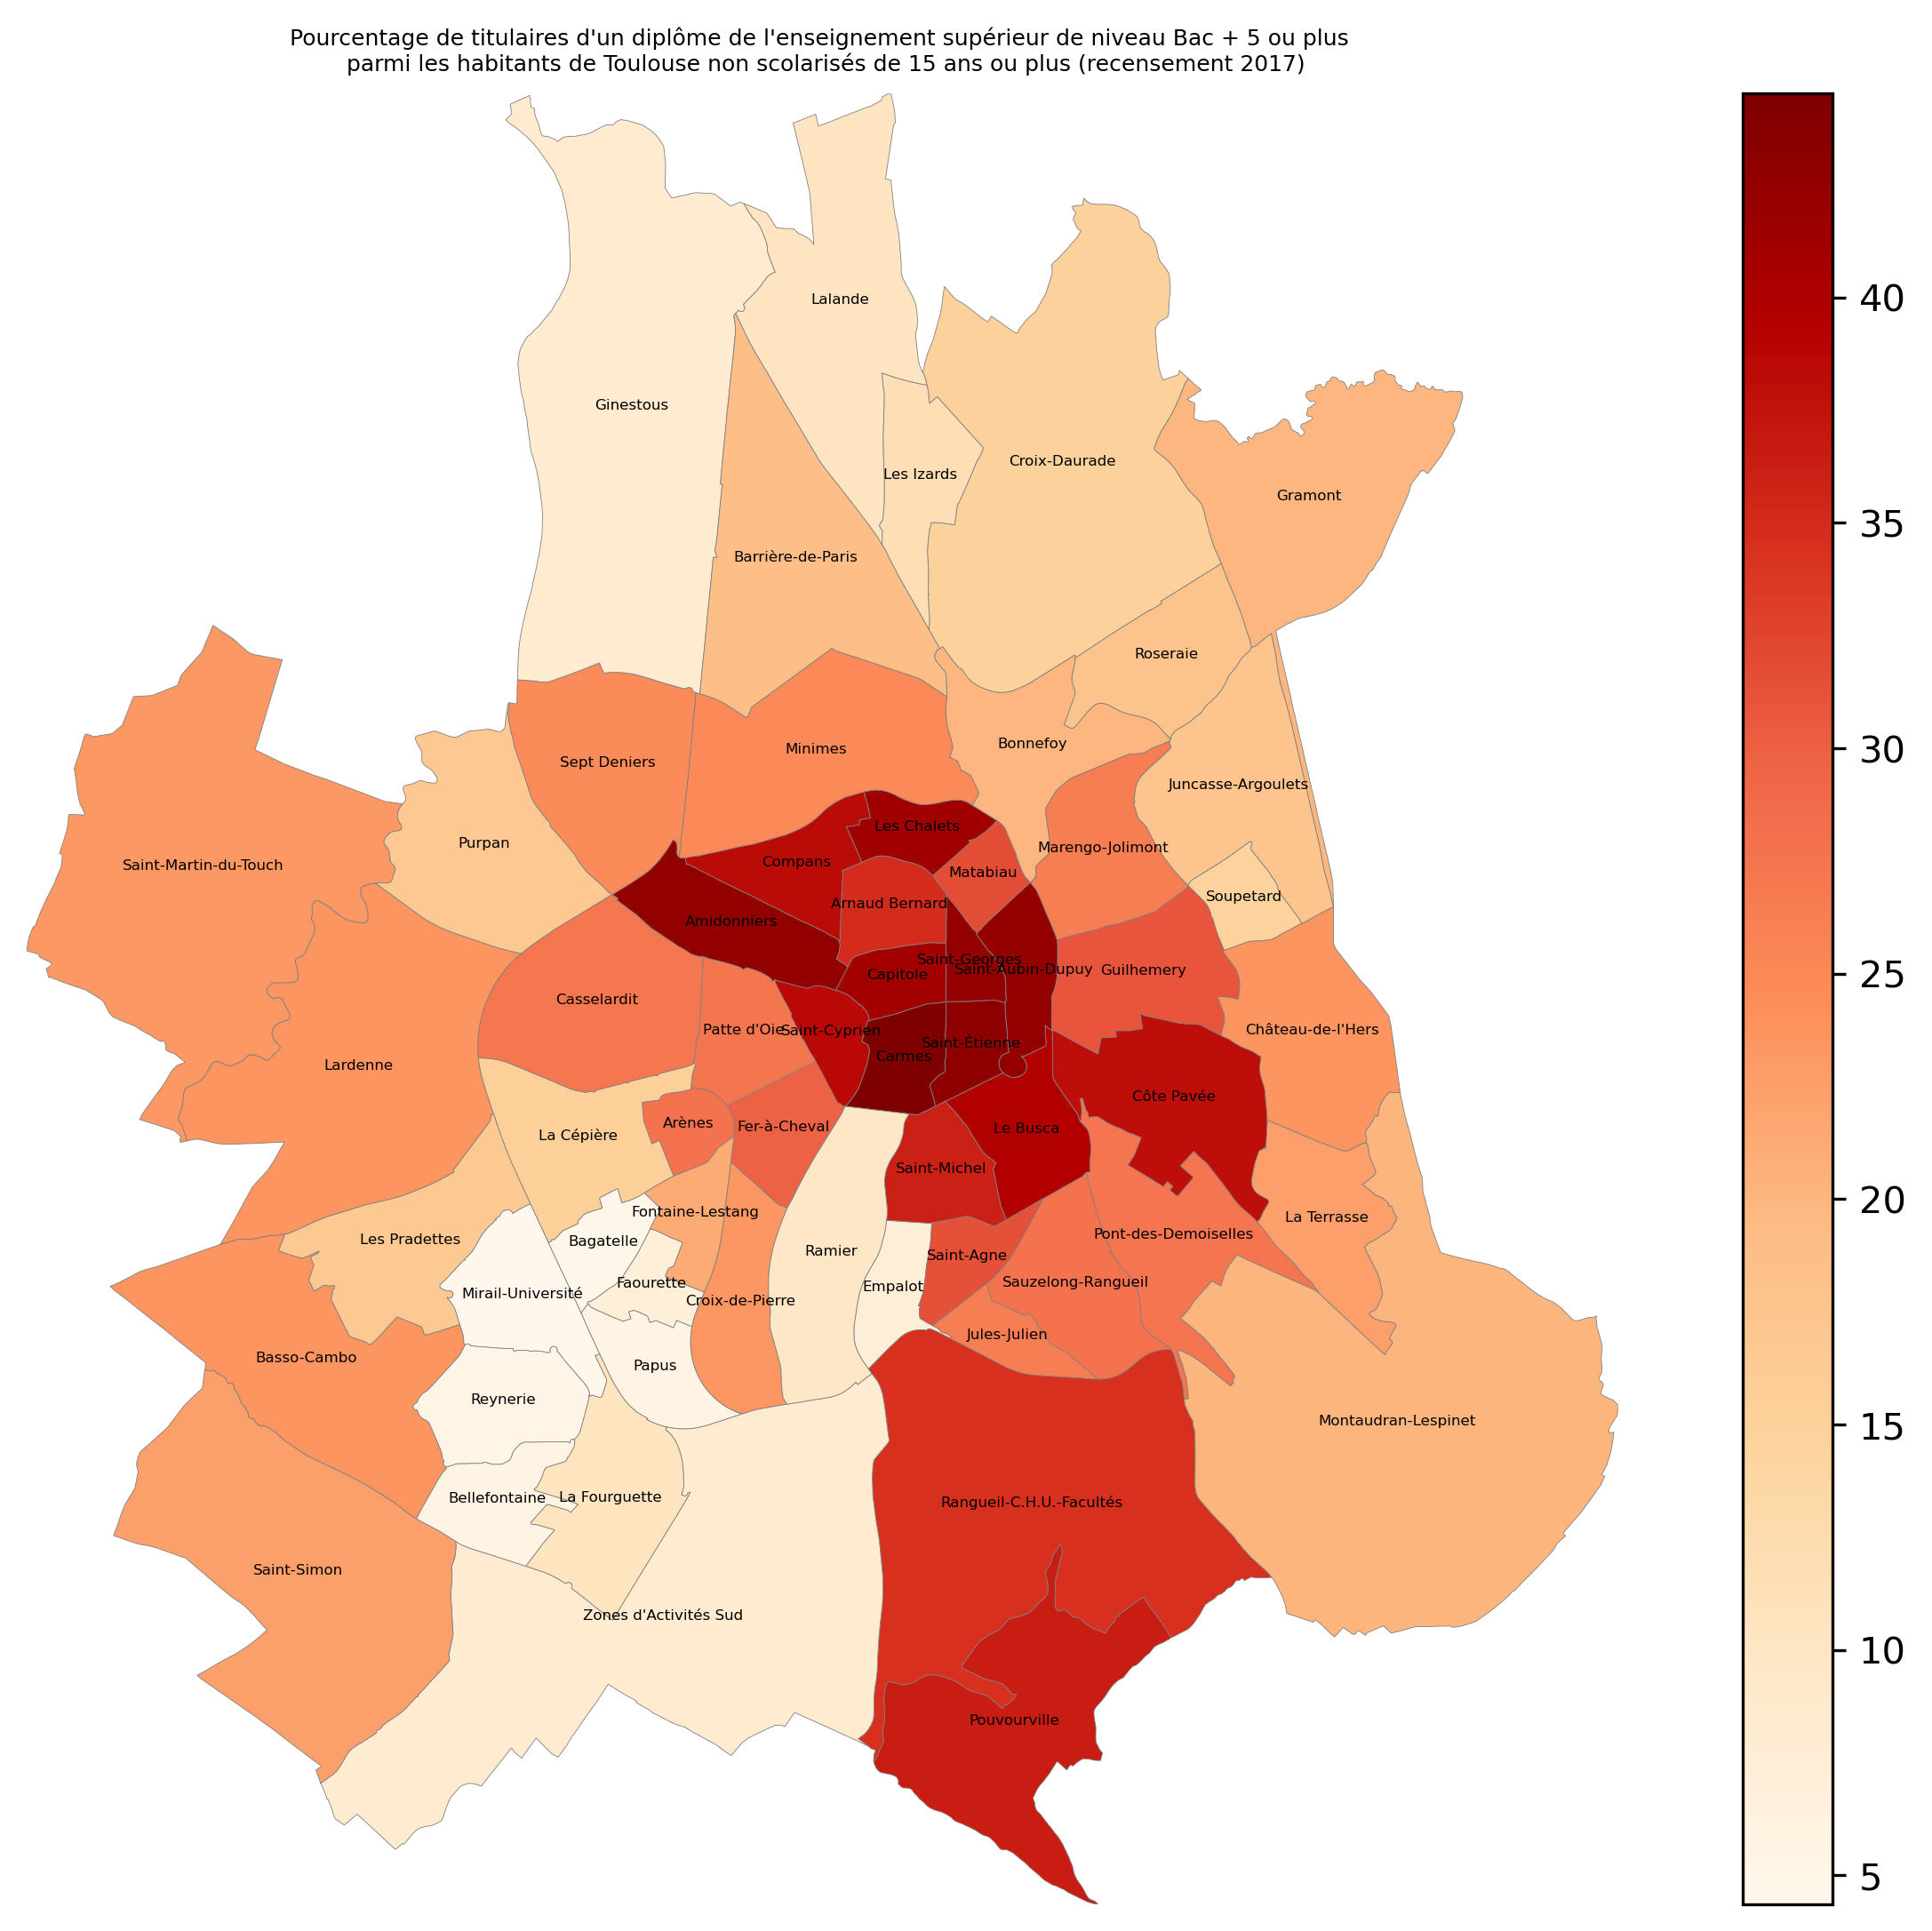 Pourcentage de titulaires d'un diplôme de l'enseignement supérieur de niveau Bac + 5 ou plus
parmi les habitants de Toulouse non scolarisés de 15 ans ou plus (recensement 2017)
Lalande
Ginestous
Croix-Daurade
Les Izards
Gramont
Barrière-de-Paris
Roseraie
Bonnefoy
Minimes
Sept Deniers
Juncasse-Argoulets
Les Chalets
Purpan
Marengo-Jolimont
Compans
Saint-Martin-du-Touch
Matabiau
Soupetard
Arnaud Bernard
Amidonniers
Saint-Georges
Saint-Aubin-Dupuy
Guilhemery
Capitole
Casselardit
Patte d'Oie
Saint-Cyprien
Château-de-l'Hers
Saint-Etienne
Carmes
Lardenne
Côte Pavée
Arènes
Fer-à-Cheval
Le Busca
La Cépière
Saint-Michel
Fontaine-Lestang
La Terrasse
Pont-des-Demoiselles
Les Pradettes
Bagatelle
Ramier
Saint-Agne
Faourette
Sauzelong-Rangueil
Empalot
Mirail-Université
Croix-de-Pierre
Jules-Julien
Basso-Cambo
Papus
Reynerie
Montaudran-Lespinet
Bellefontaine
La Fourguette
Rangueil-C.H.U.-Facultés
Saint-Simon
Zones d'Activités Sud
Pouvourville
40
35
30
25
20
15
10
5